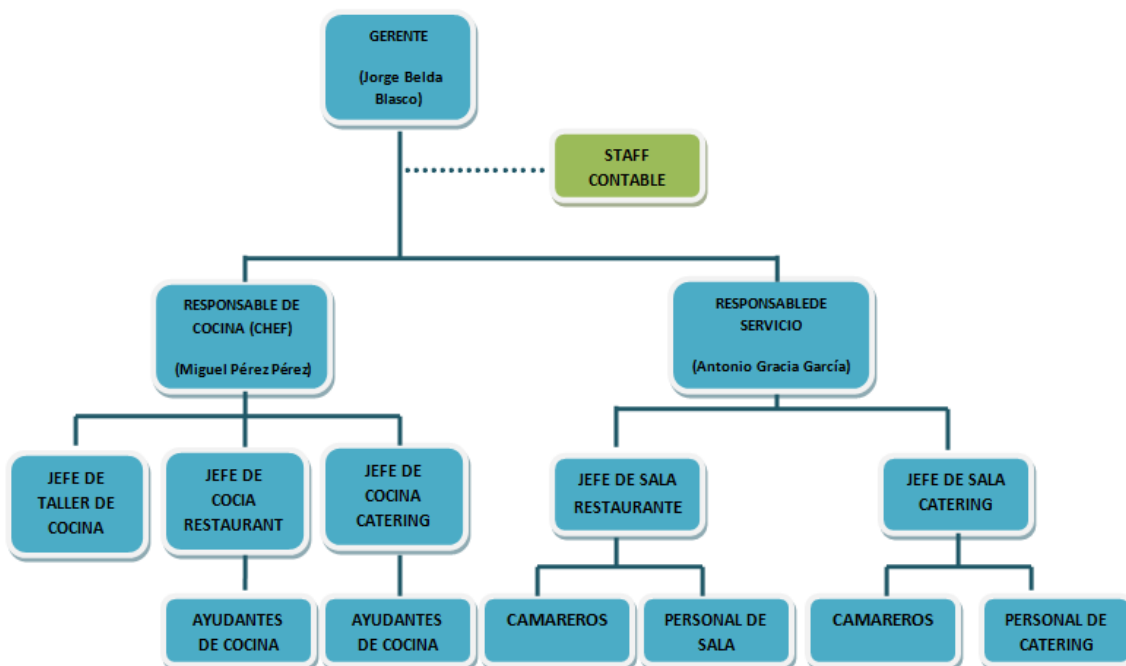 GERENTE
(Jorge Belda
Blasco)
STAFF
CONTABLE
RESPONSABLE DE
COCINA (CHEF)
(Miguel Pérez Pérez)
RESPONSABLEDE
SERVICIO
(Antonio Gracia García)
JEFE DE
TALLER DE
COCINA
JEFE DE
COCIA
RESTAURANT
JEFE DE
COCINA
CATERING
JEFE DE SALA
RESTAURANTE
JEFE DE SALA
CATERING
AYUDANTES
DE COCINA
AYUDANTES
DE COCINA
CAMAREROS
PERSONAL DE
SALA
CAMAREROS
PERSONAL DE
CATERING